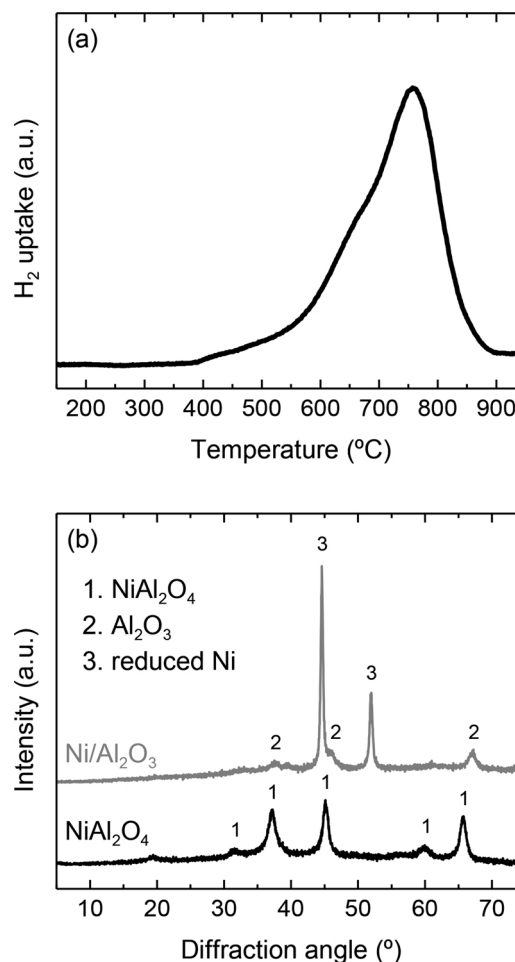 (a)
H₂ uptake (a.u.)
200 300 400 500 600 700 800 900
Temperature (ºC)
(b)
3
1. NiAl₂O₄
2. Al₂O₃
3. reduced Ni
3
2 2 2
Ni/Al₂O₃
1 1 1 1 1
NiAl₂O₄
Intensity (a.u.)
10 20 30 40 50 60 70
Diffraction angle (º)